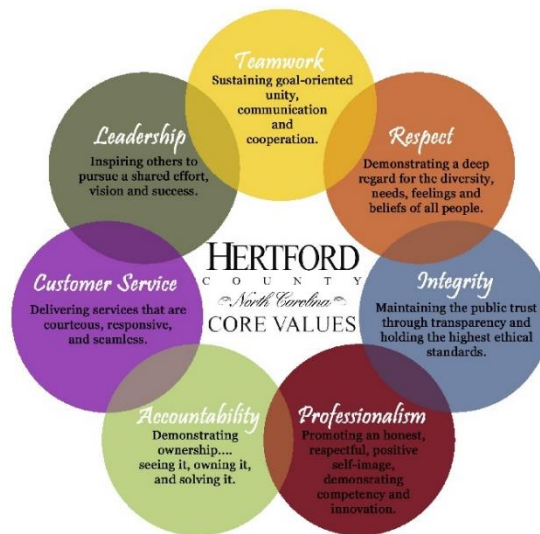 Teamwork
Sustaining goal-oriented
unity,
communication
and
cooperation.
Leadership
Inspiring others to
pursue a shared effort,
vision and success.
Respect
Demonstrating a deep
regard for the diversity,
needs, feelings and
beliefs of all people.
HERTFORD
COUNTY
North Carolina
CORE VALUES
Customer Service
Delivering services that are
courteous, responsive,
and seamless.
Integrity
Maintaining the public trust
through transparency and
holding the highest ethical
standards.
Accountability
Demonstrating
ownership....
seeing it, owning it,
and solving it.
Professionalism
Promoting an honest,
respectful, positive
self-image,
demonsrating
competency and
innovation.